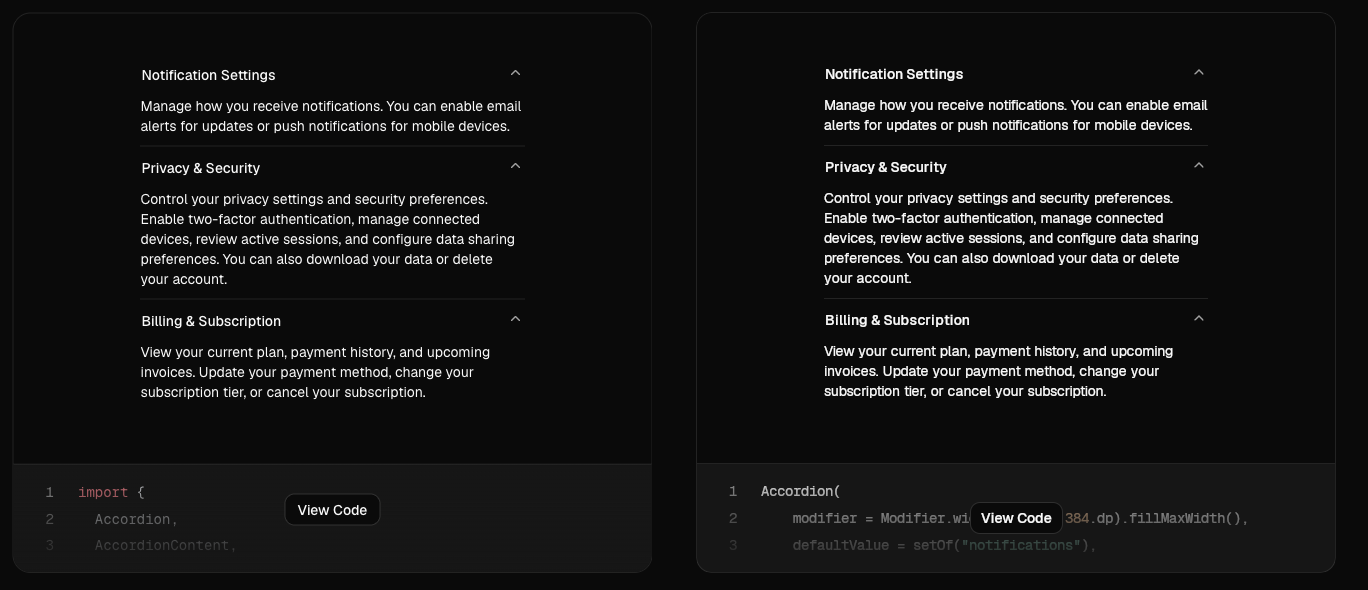 Notification Settings
Manage how you receive notifications. You can enable email
alerts for updates or push notifications for mobile devices.
Privacy & Security
Control your privacy settings and security preferences.
Enable two-factor authentication, manage connected
devices, review active sessions, and configure data sharing
preferences. You can also download your data or delete
your account.
Billing & Subscription
View your current plan, payment history, and upcoming
invoices. Update your payment method, change your
subscription tier, or cancel your subscription.
1 import {
2 Accordion,
3 AccordionContent,
View Code
Notification Settings
Manage how you receive notifications. You can enable email
alerts for updates or push notifications for mobile devices.
Privacy & Security
Control your privacy settings and security preferences.
Enable two-factor authentication, manage connected
devices, review active sessions, and configure data sharing
preferences. You can also download your data or delete
your account.
Billing & Subscription
View your current plan, payment history, and upcoming
invoices. Update your payment method, change your
subscription tier, or cancel your subscription.
1 Accordion(
2 modifier = Modifier.wi 384.dp).fillMaxWidth(),
View Code
3 defaultValue = setOf("notifications"),